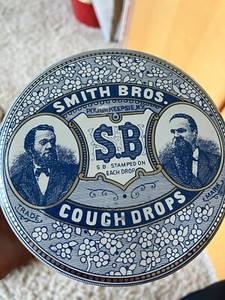 SMITH BROS.
POUGHKEEPSIE N.Y.
S.B
S.B. STAMPED ON
EACH DROP
TRADE
MARK
COUGH DROPS